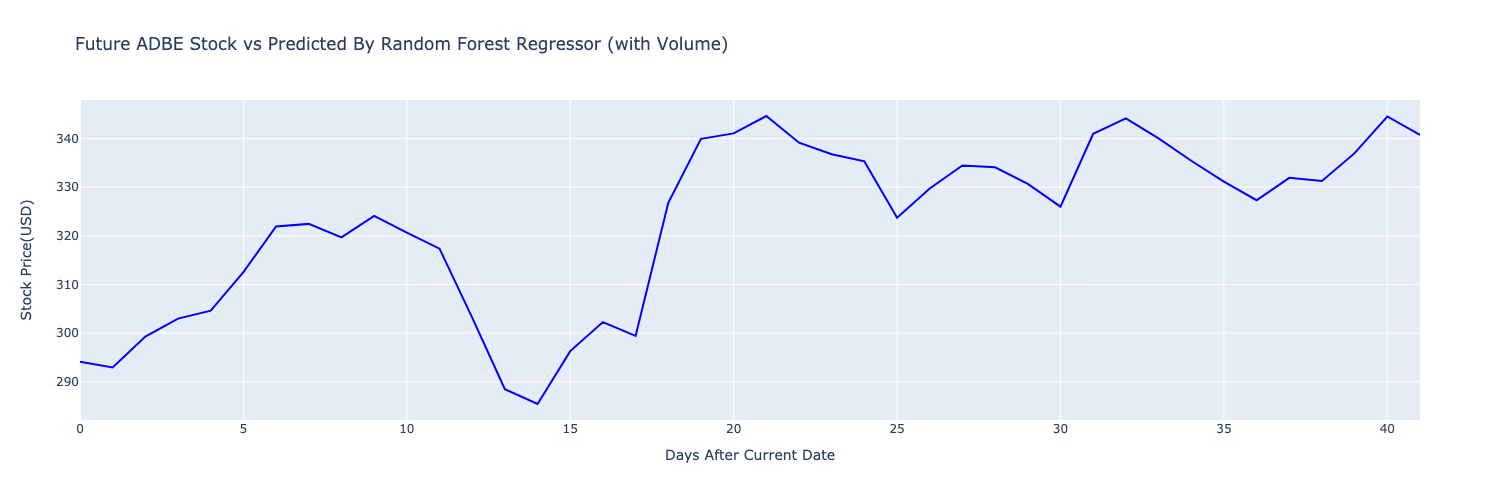 Future ADBE Stock vs Predicted By Random Forest Regressor (with Volume)
340
330
320
310
300
290
Stock Price(USD)
0 5 10 15 20 25 30 35 40
Days After Current Date